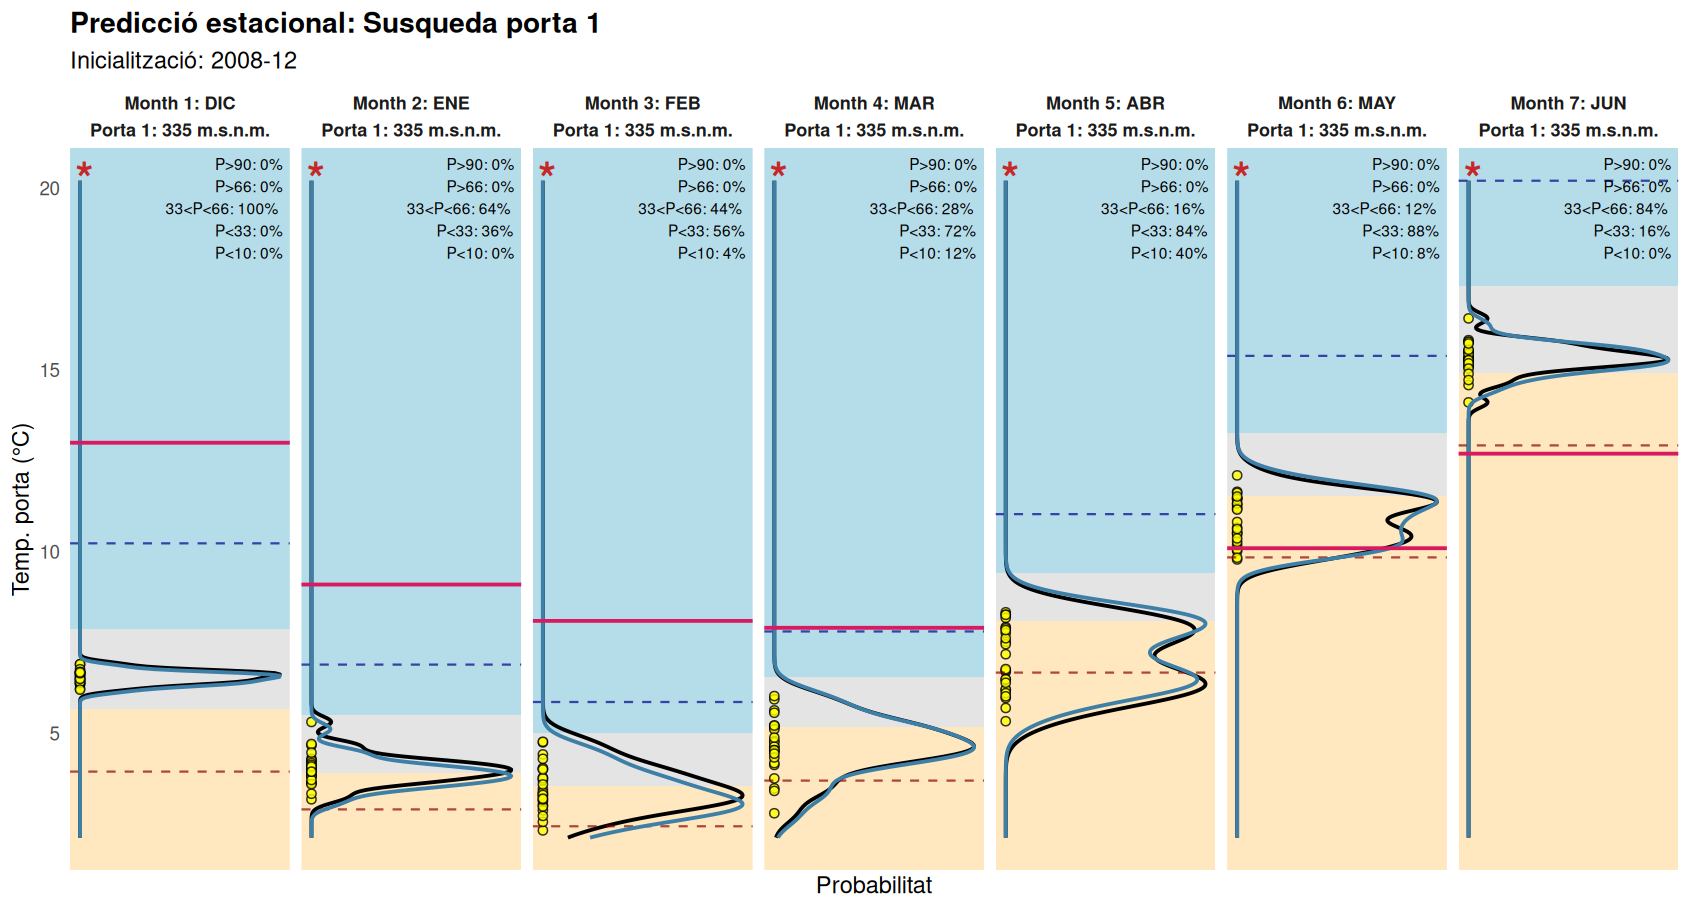 Predicció estacional: Susqueda porta 1
Inicialització: 2008-12
Month 1: DIC
Porta 1: 335 m.s.n.m.
Month 2: ENE
Porta 1: 335 m.s.n.m.
Month 3: FEB
Porta 1: 335 m.s.n.m.
Month 4: MAR
Porta 1: 335 m.s.n.m.
Month 5: ABR
Porta 1: 335 m.s.n.m.
Month 6: MAY
Porta 1: 335 m.s.n.m.
Month 7: JUN
Porta 1: 335 m.s.n.m.
*
P>90: 0%
P>66: 0%
33<P<66: 100%
P<33: 0%
P<10: 0%
*
P>90: 0%
P>66: 0%
33<P<66: 64%
P<33: 36%
P<10: 0%
*
P>90: 0%
P>66: 0%
33<P<66: 44%
P<33: 56%
P<10: 4%
*
P>90: 0%
P>66: 0%
33<P<66: 28%
P<33: 72%
P<10: 12%
*
P>90: 0%
P>66: 0%
33<P<66: 16%
P<33: 84%
P<10: 40%
*
P>90: 0%
P>66: 0%
33<P<66: 12%
P<33: 88%
P<10: 8%
*
P>90: 0%
P>66: 0%
33<P<66: 84%
P<33: 16%
P<10: 0%
20
15
10
5
Temp. porta (°C)
Probabilitat